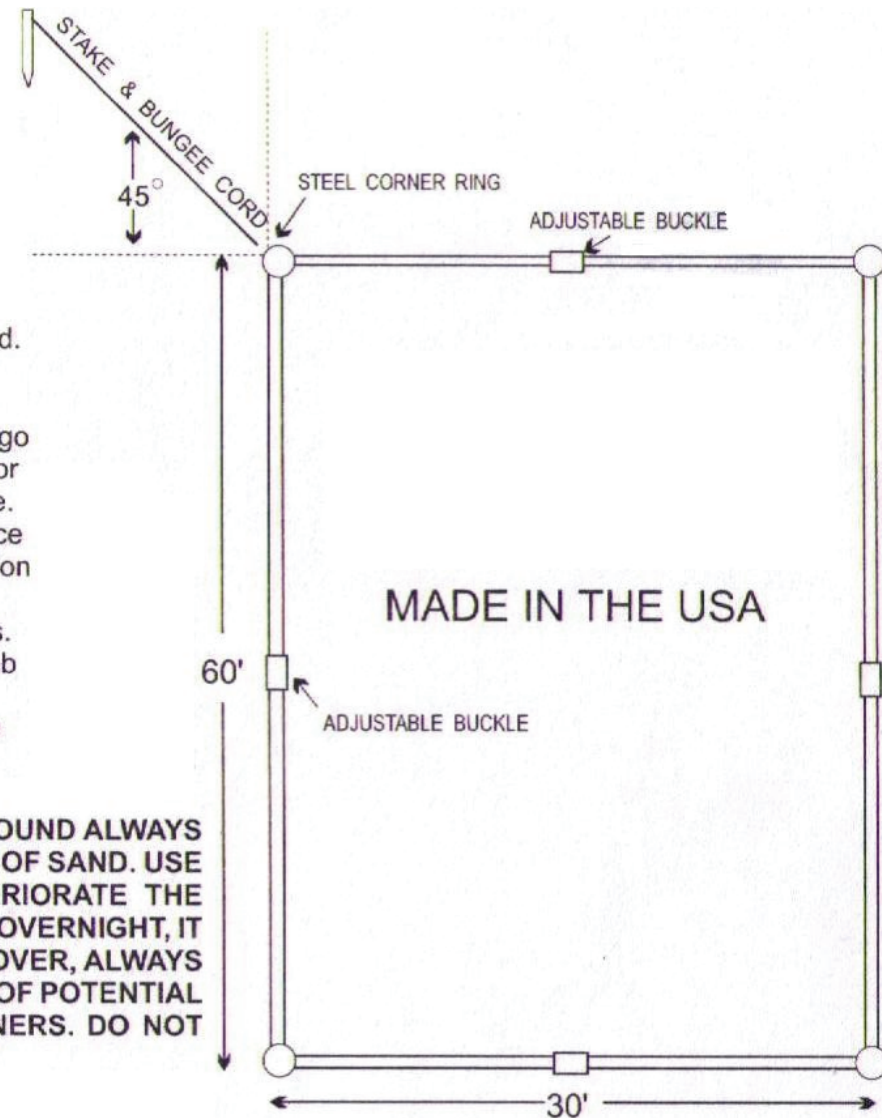 STAKE & BUNGEE CORD
45°
STEEL CORNER RING
ADJUSTABLE BUCKLE
d.
go
or
e.
ce
on
s.
b
MADE IN THE USA
60'
ADJUSTABLE BUCKLE
OUND ALWAYS
OF SAND. USE
RIORATE THE
OVERNIGHT, IT
OVER, ALWAYS
OF POTENTIAL
NERS. DO NOT
30'